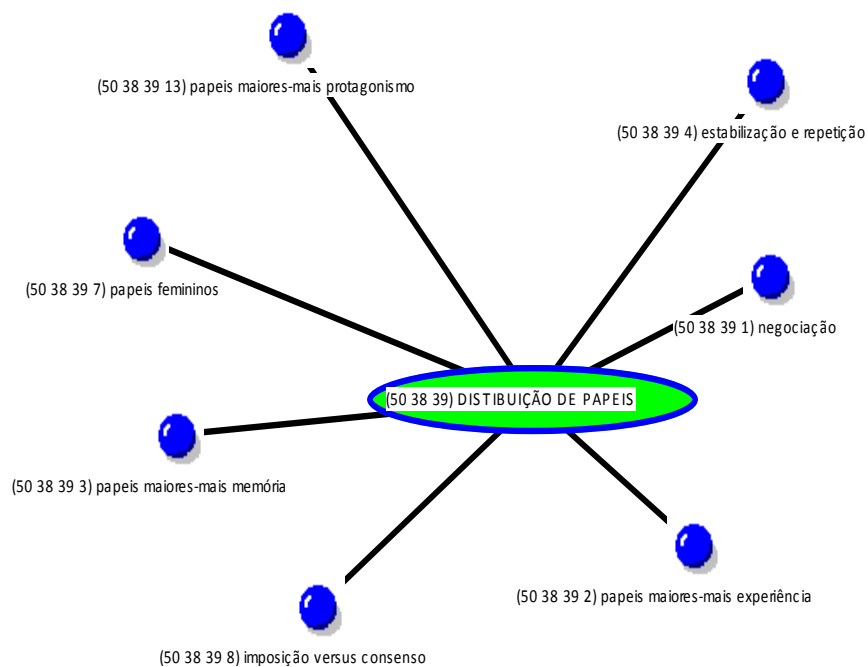 (50 38 39 13) papeis maiores-mais protagonismo
(50 38 39 4) estabilização e repetição
(50 38 39 7) papeis femininos
(50 38 39 1) negociação
(50 38 39) DISTIBUIÇÃO DE PAPEIS
(50 38 39 3) papeis maiores-mais memória
(50 38 39 2) papeis maiores-mais experiência
(50 38 39 8) imposição versus consenso